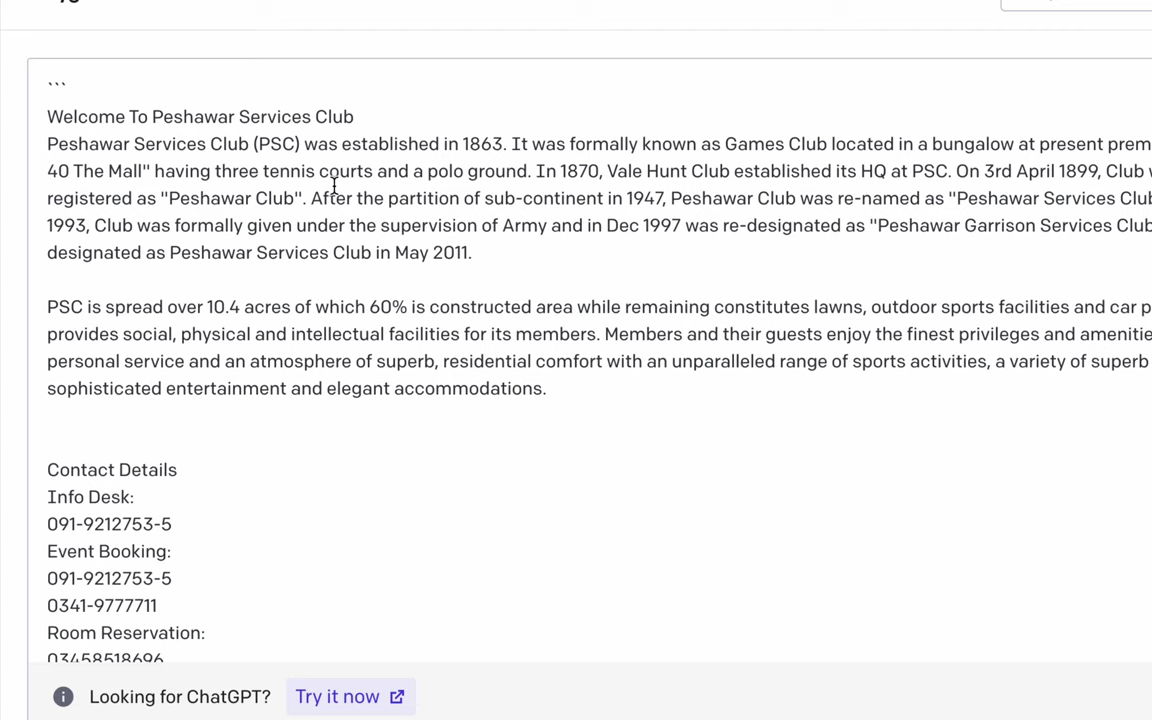 ```
Welcome To Peshawar Services Club
Peshawar Services Club (PSC) was established in 1863. It was formally known as Games Club located in a bungalow at present prem
40 The Mall" having three tennis courts and a polo ground. In 1870, Vale Hunt Club established its HQ at PSC. On 3rd April 1899, Club
registered as "Peshawar Club". After the partition of sub-continent in 1947, Peshawar Club was re-named as "Peshawar Services Club
1993, Club was formally given under the supervision of Army and in Dec 1997 was re-designated as "Peshawar Garrison Services Club
designated as Peshawar Services Club in May 2011.
PSC is spread over 10.4 acres of which 60% is constructed area while remaining constitutes lawns, outdoor sports facilities and car p
provides social, physical and intellectual facilities for its members. Members and their guests enjoy the finest privileges and amenitie
personal service and an atmosphere of superb, residential comfort with an unparalleled range of sports activities, a variety of superb
sophisticated entertainment and elegant accommodations.
Contact Details
Info Desk:
091-9212753-5
Event Booking:
091-9212753-5
0341-9777711
Room Reservation:
03458518696
Looking for ChatGPT? Try it now